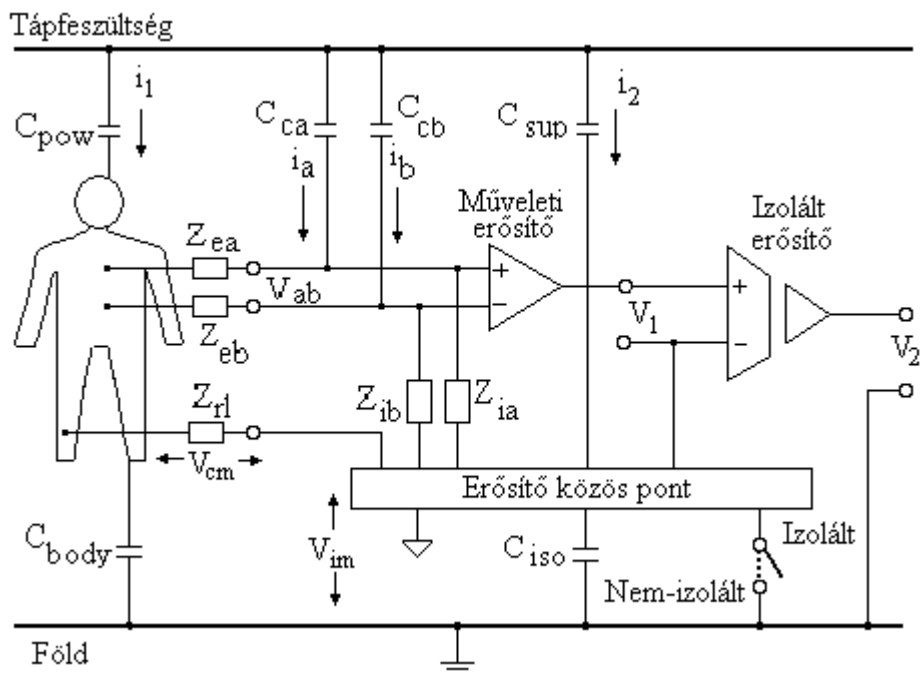 Tápfeszültség
i1
i2
Cpow
Cca
Ccb
Csup
ia
ib
Műveleti
erősítő
Izolált
erősítő
Zea
+
+
Vab
−
V1
−
V2
Zeb
Zrl
Zib
Zia
Vcm
Erősítő közös pont
Cbody
Vim
Ciso
Izolált
Nem-izolált
Föld